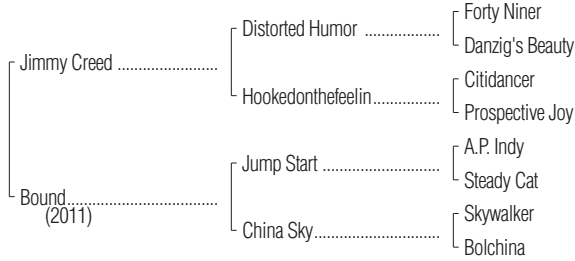 Forty Niner
Distorted Humor ..................
Danzig's Beauty
Jimmy Creed ........................
Citidancer
Hookedonthefeelin................
Prospective Joy
A.P. Indy
Jump Start ............................
Steady Cat
Bound....................................
(2011)
Skywalker
China Sky..............................
Bolchina